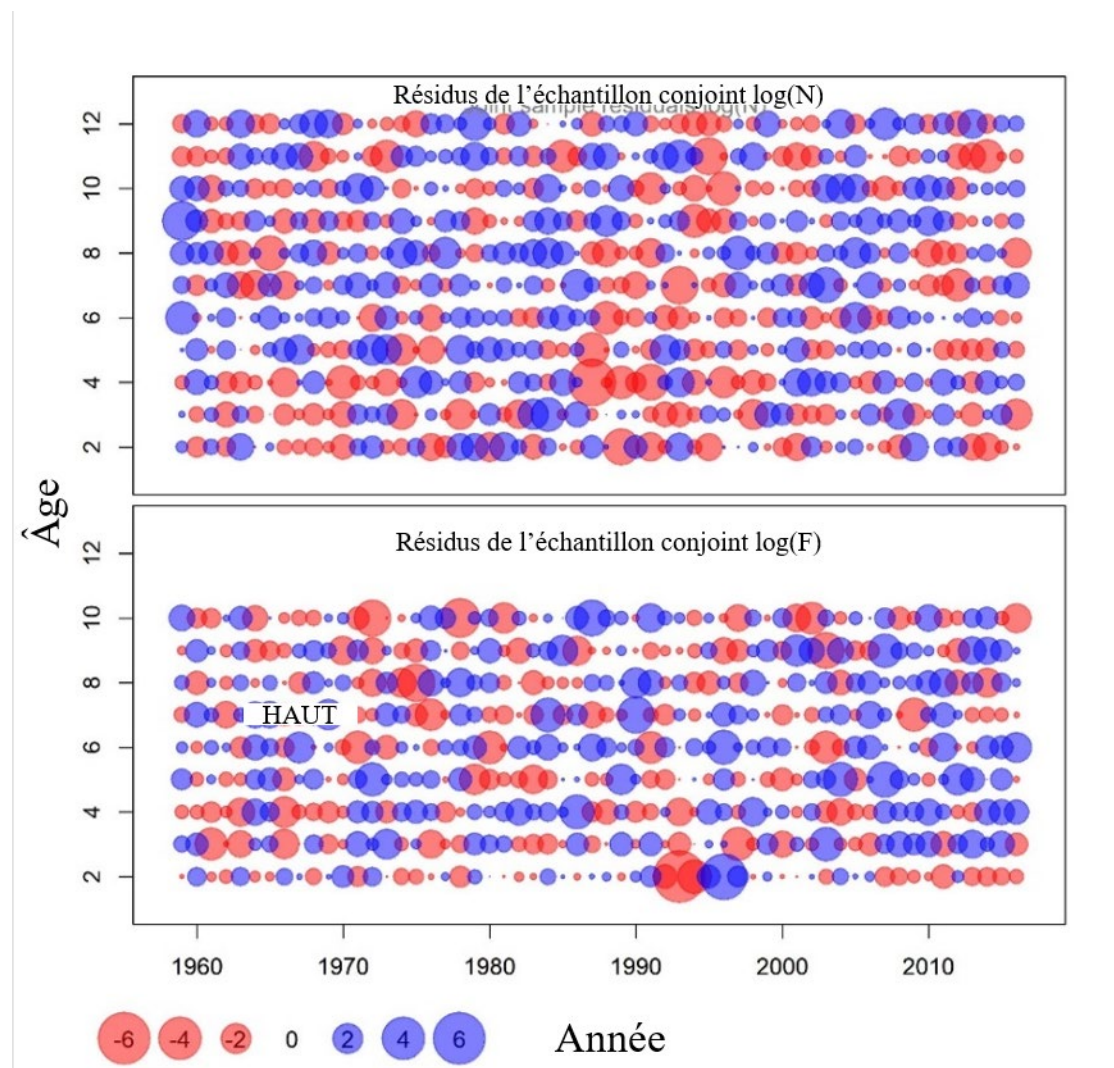 Résidus de l’échantillon conjoint log(N)
12
10
8
6
4
2
Âge
Résidus de l’échantillon conjoint log(F)
12
10
8
HAUT
6
4
2
1960 1970 1980 1990 2000 2010
-6 -4 -2 0 2 4 6 Année